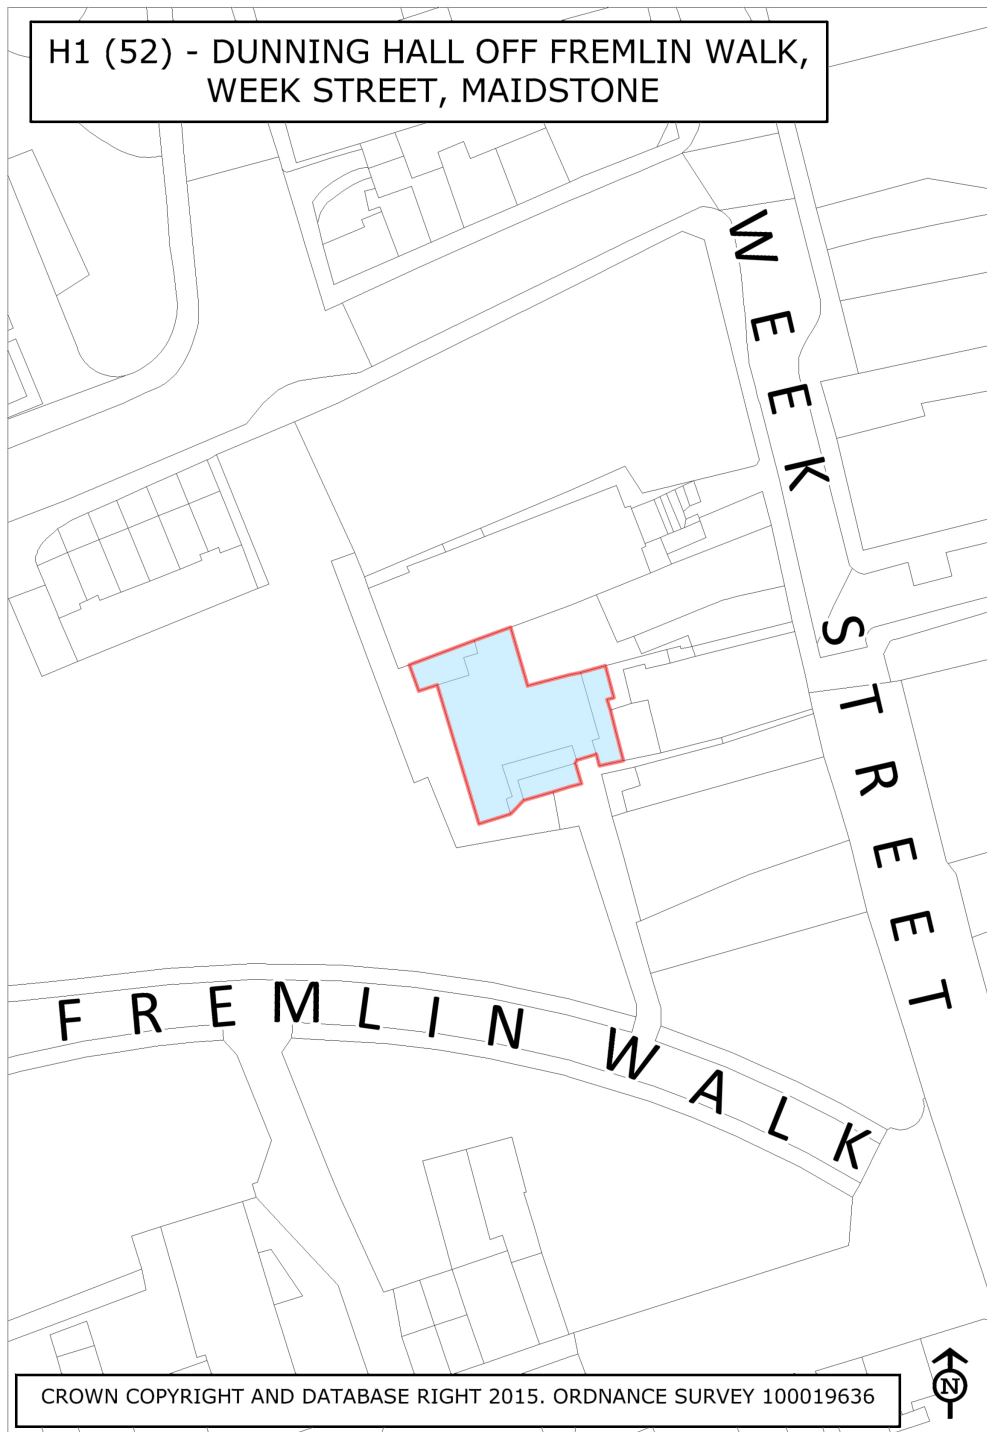 H1 (52) - DUNNING HALL OFF FREMLIN WALK,
WEEK STREET, MAIDSTONE
WEEK STREET
FREMLIN WALK
CROWN COPYRIGHT AND DATABASE RIGHT 2015. ORDNANCE SURVEY 100019636
N